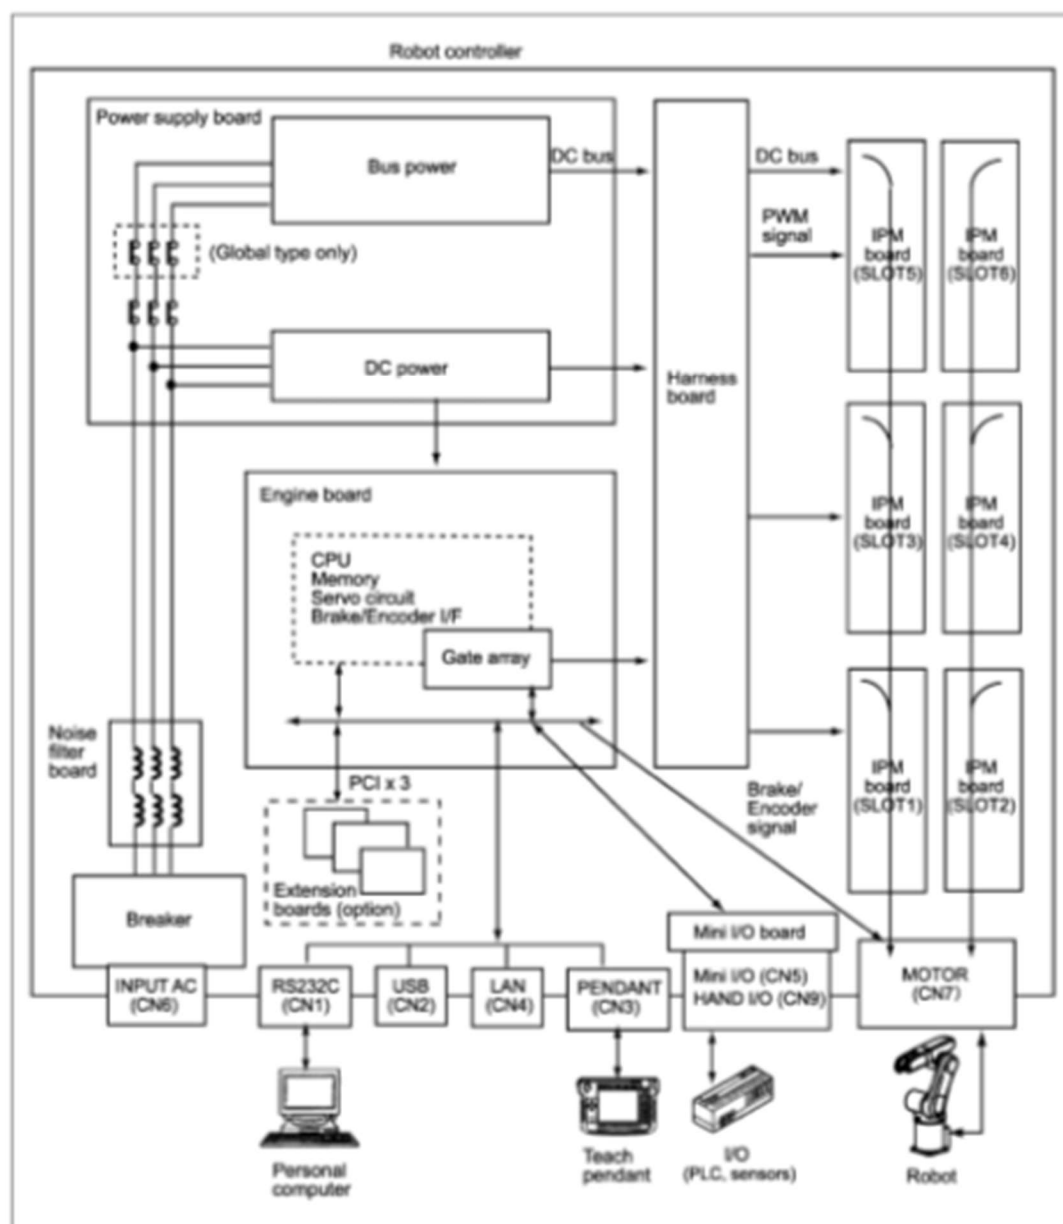 Robot controller
Power supply board
Bus power
DC bus
DC bus
PWM
signal
(Global type only)
IPM
board
(SLOT5)
IPM
board
(SLOT6)
DC power
Harness
board
Engine board
CPU
Memory
Servo circuit
Brake/Encoder I/F
Gate array
IPM
board
(SLOT3)
IPM
board
(SLOT4)
Noise
filter
board
PCI x 3
Brake/
Encoder
signal
IPM
board
(SLOT1)
IPM
board
(SLOT2)
Extension
boards (option)
Breaker
Mini I/O board
INPUT AC
(CN6)
RS232C
(CN1)
USB
(CN2)
LAN
(CN4)
PENDANT
(CN3)
Mini I/O (CN5)
HAND I/O (CN9)
MOTOR
(CN7)
Personal
computer
Teach
pendant
I/O
(PLC, sensors)
Robot